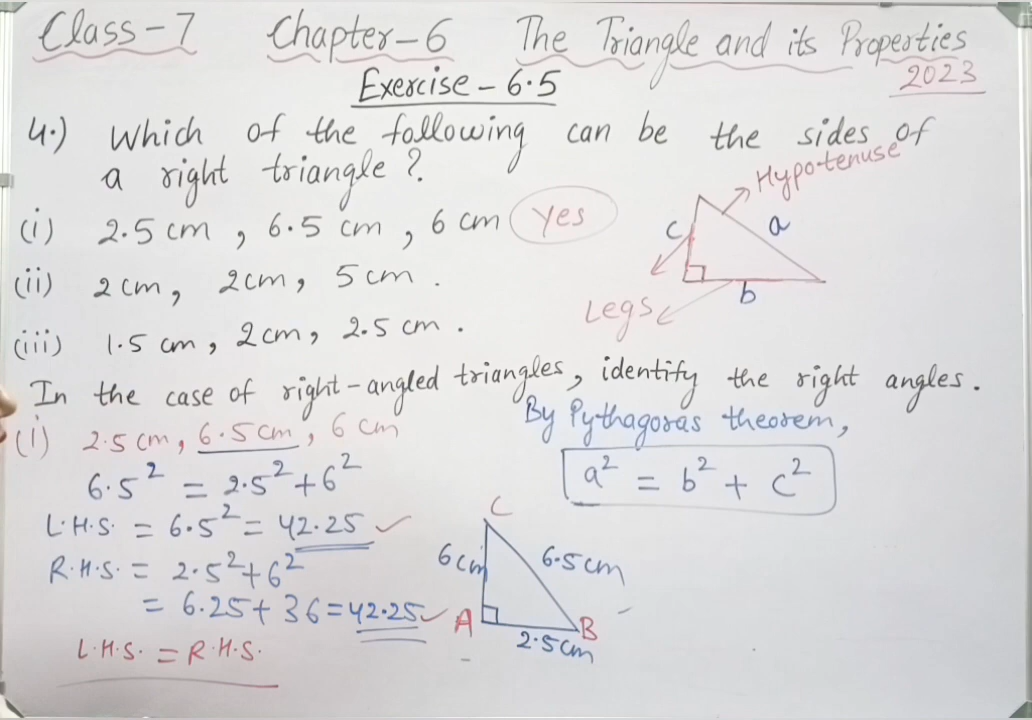 Class-7 Chapter-6 The Triangle and its Properties
2023
Exercise-6.5
4.) Which of the following can be the sides of
a right triangle?
(i) 2.5 cm, 6.5 cm, 6 cm Yes
(ii) 2 cm, 2cm, 5 cm.
(iii) 1.5 cm, 2cm, 2.5 cm.
Hypotenuse
c
a
b
Legs
In the case of right-angled triangles, identify the right angles.
(i) 2.5 cm, 6.5 cm, 6 cm
6.5² = 2.5² + 6²
L.H.S. = 6.5² = 42.25
R.H.S. = 2.5² + 6²
= 6.25 + 36 = 42.25
L.H.S. = R.H.S.
By Pythagoras theorem,
a² = b² + c²
C
6cm
6.5cm
A
B
2.5cm